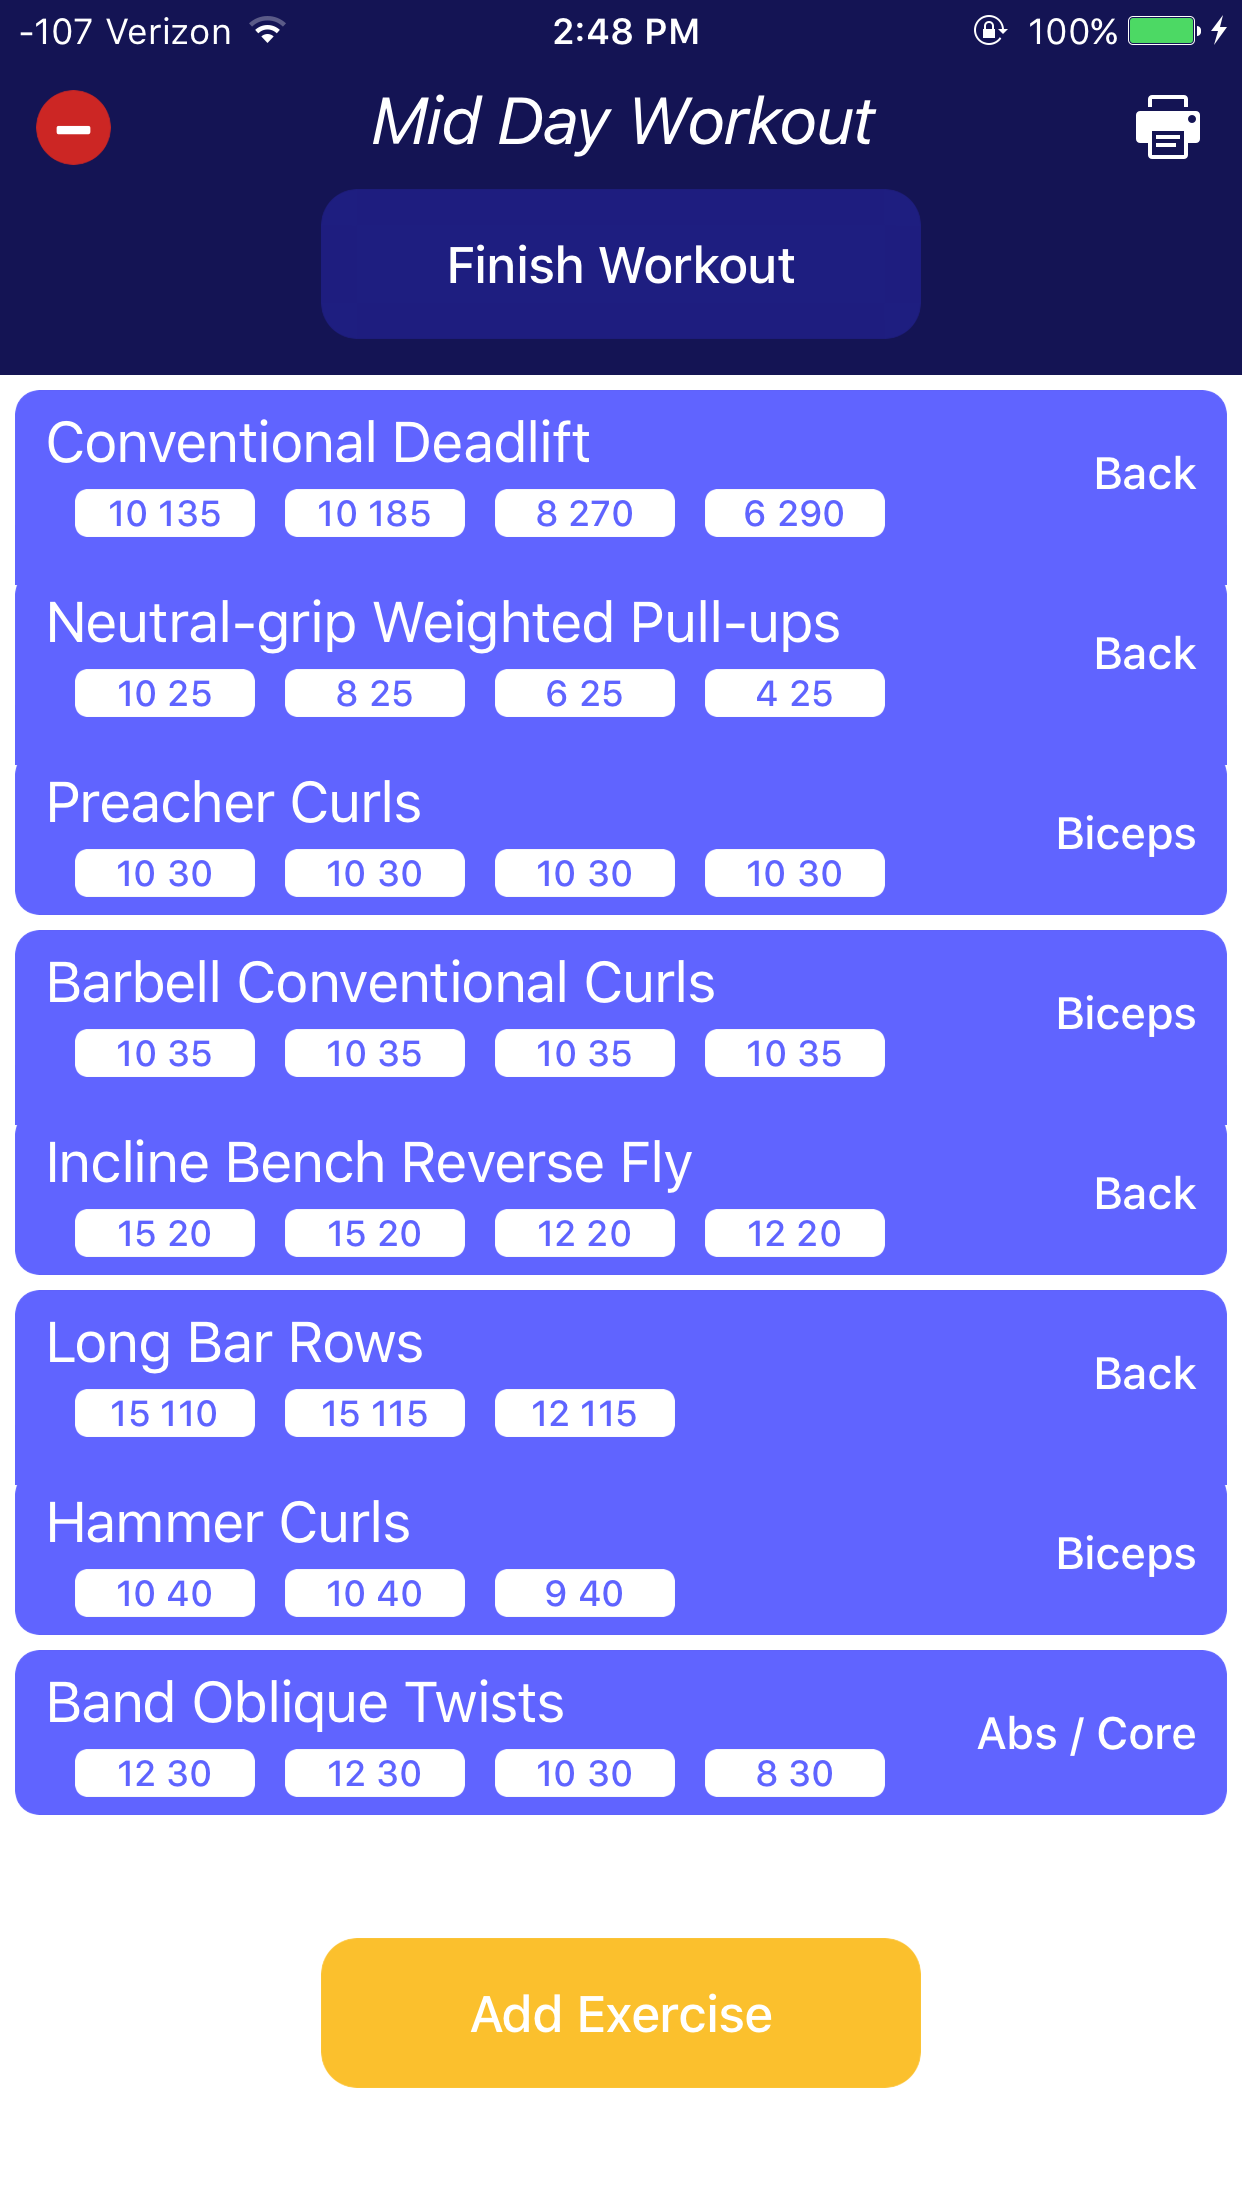 -107 Verizon 2:48 PM 100%
Mid Day Workout
Finish Workout
Conventional Deadlift
Back
10 135 10 185 8 270 6 290
Neutral-grip Weighted Pull-ups
Back
10 25 8 25 6 25 4 25
Preacher Curls
Biceps
10 30 10 30 10 30 10 30
Barbell Conventional Curls
Biceps
10 35 10 35 10 35 10 35
Incline Bench Reverse Fly
Back
15 20 15 20 12 20 12 20
Long Bar Rows
Back
15 110 15 115 12 115
Hammer Curls
Biceps
10 40 10 40 9 40
Band Oblique Twists
Abs / Core
12 30 12 30 10 30 8 30
Add Exercise